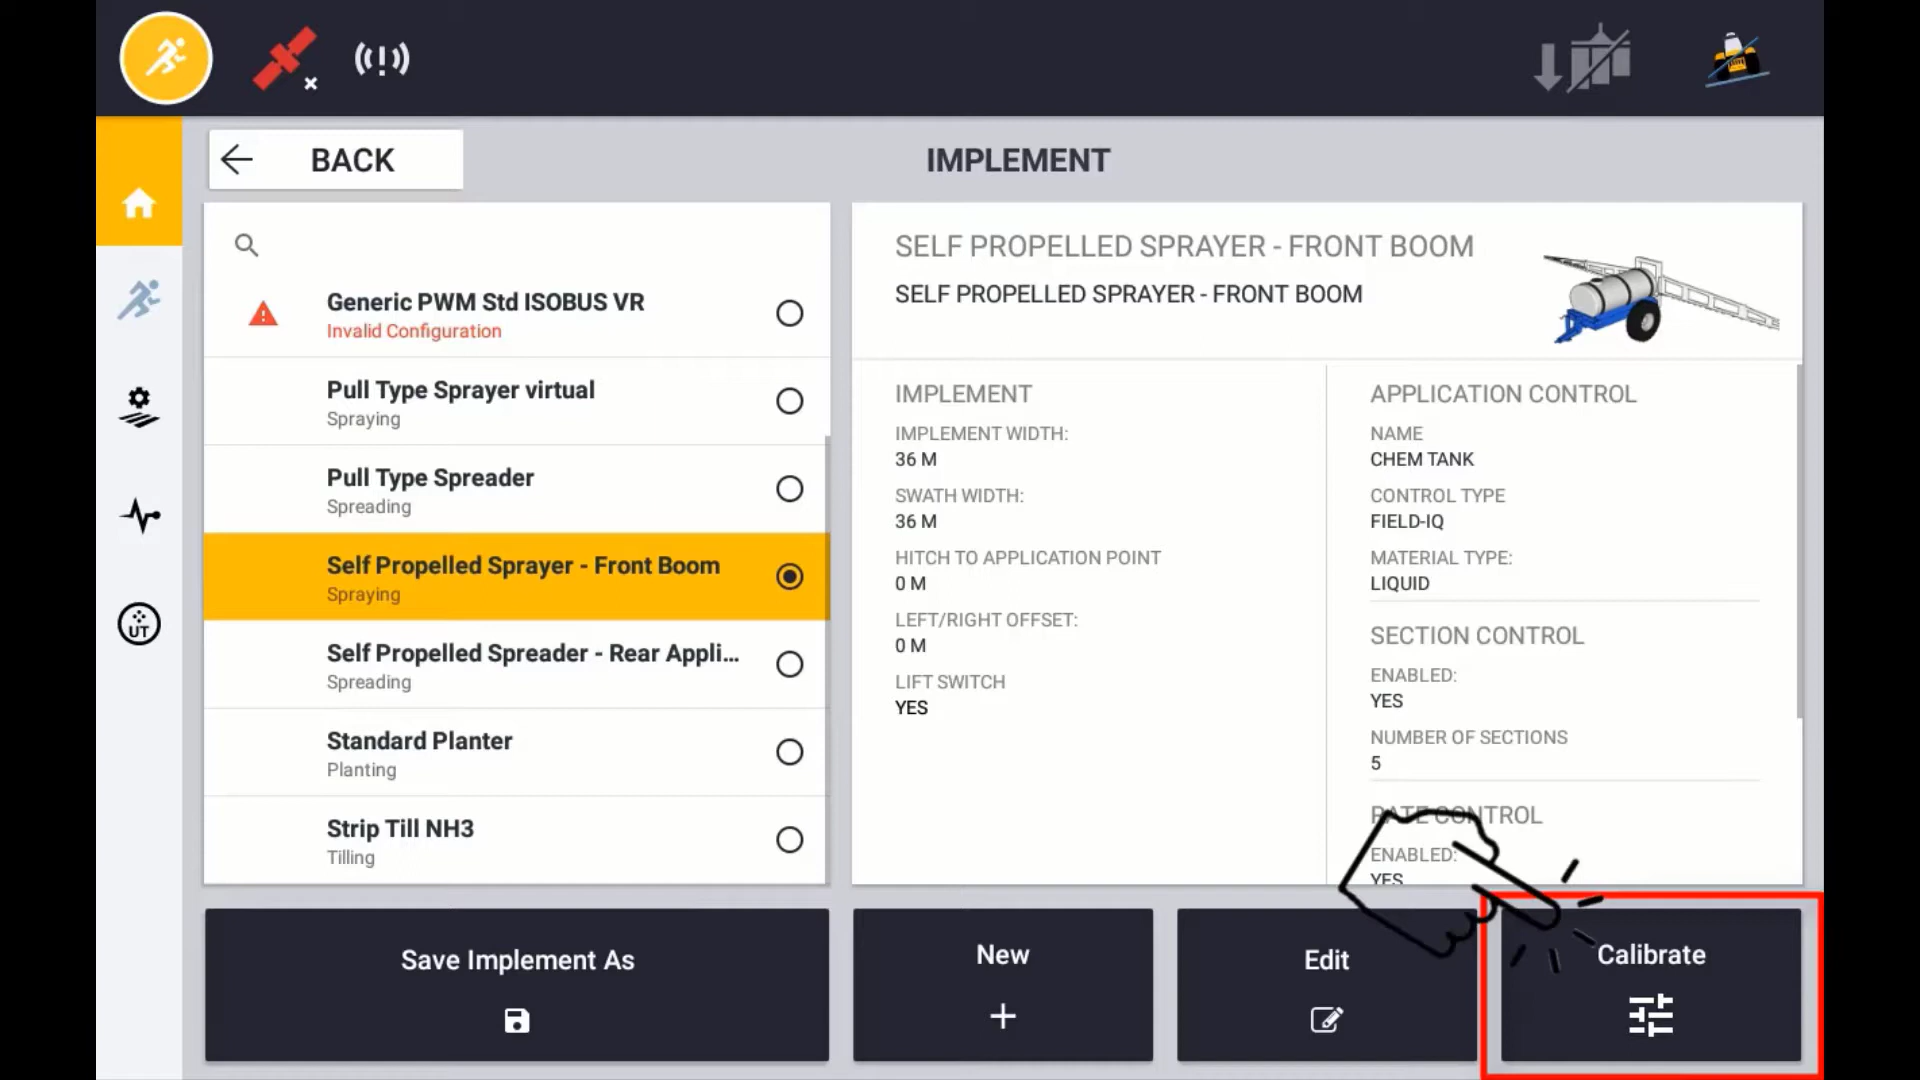 BACK
IMPLEMENT
Generic PWM Std ISOBUS VR
Invalid Configuration
Pull Type Sprayer virtual
Spraying
Pull Type Spreader
Spreading
Self Propelled Sprayer - Front Boom
Spraying
Self Propelled Spreader - Rear Appli...
Spreading
Standard Planter
Planting
Strip Till NH3
Tilling
SELF PROPELLED SPRAYER - FRONT BOOM
SELF PROPELLED SPRAYER - FRONT BOOM
IMPLEMENT
IMPLEMENT WIDTH:
36 M
SWATH WIDTH:
36 M
HITCH TO APPLICATION POINT
0 M
LEFT/RIGHT OFFSET:
0 M
LIFT SWITCH
YES
APPLICATION CONTROL
NAME
CHEM TANK
CONTROL TYPE
FIELD-IQ
MATERIAL TYPE:
LIQUID
SECTION CONTROL
ENABLED:
YES
NUMBER OF SECTIONS
5
RATE CONTROL
ENABLED:
YES
UT
Save Implement As
New
Edit
Calibrate